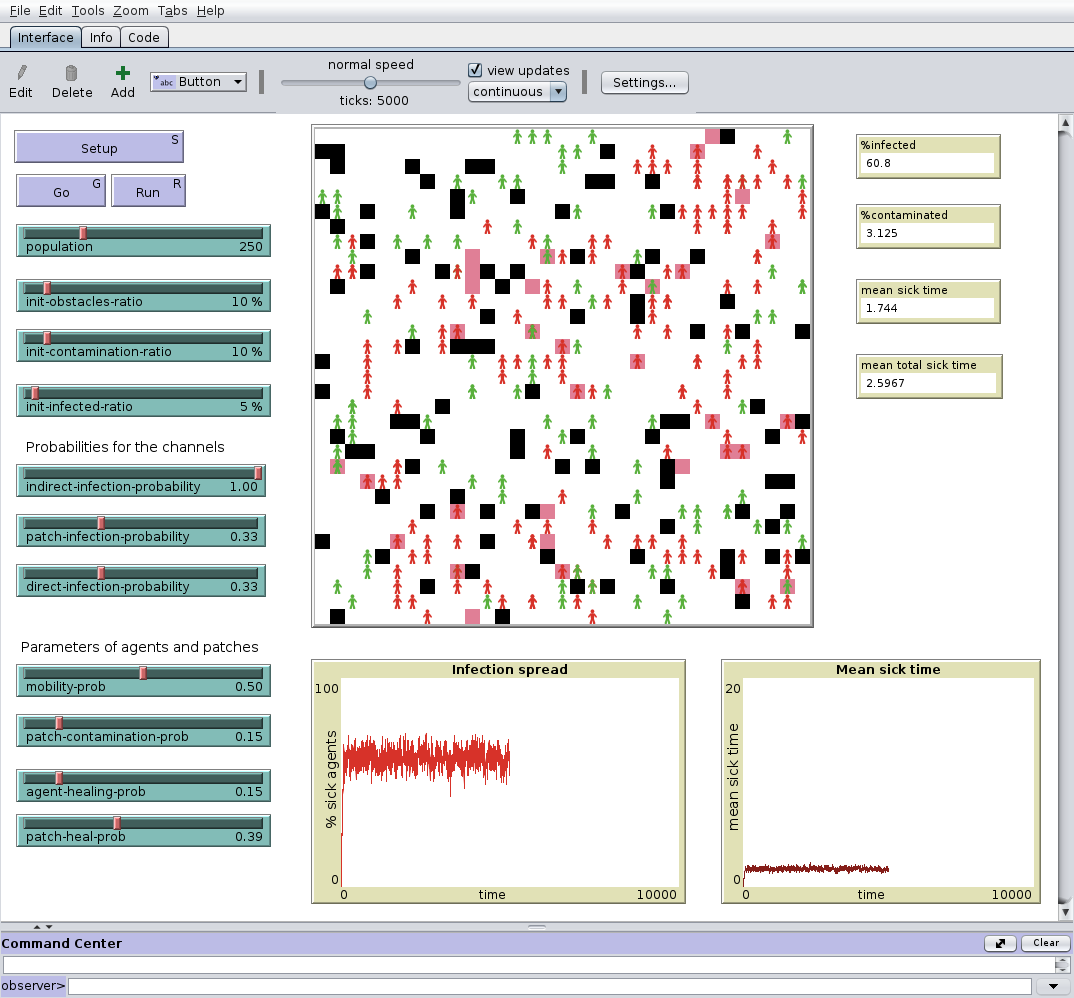 File Edit Tools Zoom Tabs Help
Interface Info Code
Edit Delete Add abc Button normal speed ticks: 5000 view updates continuous Settings...
Setup S
Go G Run R
population 250
init-obstacles-ratio 10 %
init-contamination-ratio 10 %
init-infected-ratio 5 %
Probabilities for the channels
indirect-infection-probability 1.00
patch-infection-probability 0.33
direct-infection-probability 0.33
Parameters of agents and patches
mobility-prob 0.50
patch-contamination-prob 0.15
agent-healing-prob 0.15
patch-heal-prob 0.39
%infected
60.8
%contaminated
3.125
mean sick time
1.744
mean total sick time
2.5967
Infection spread
100
% sick agents
0
0 time 10000
Mean sick time
20
mean sick time
0
0 time 10000
Command Center Clear
observer>